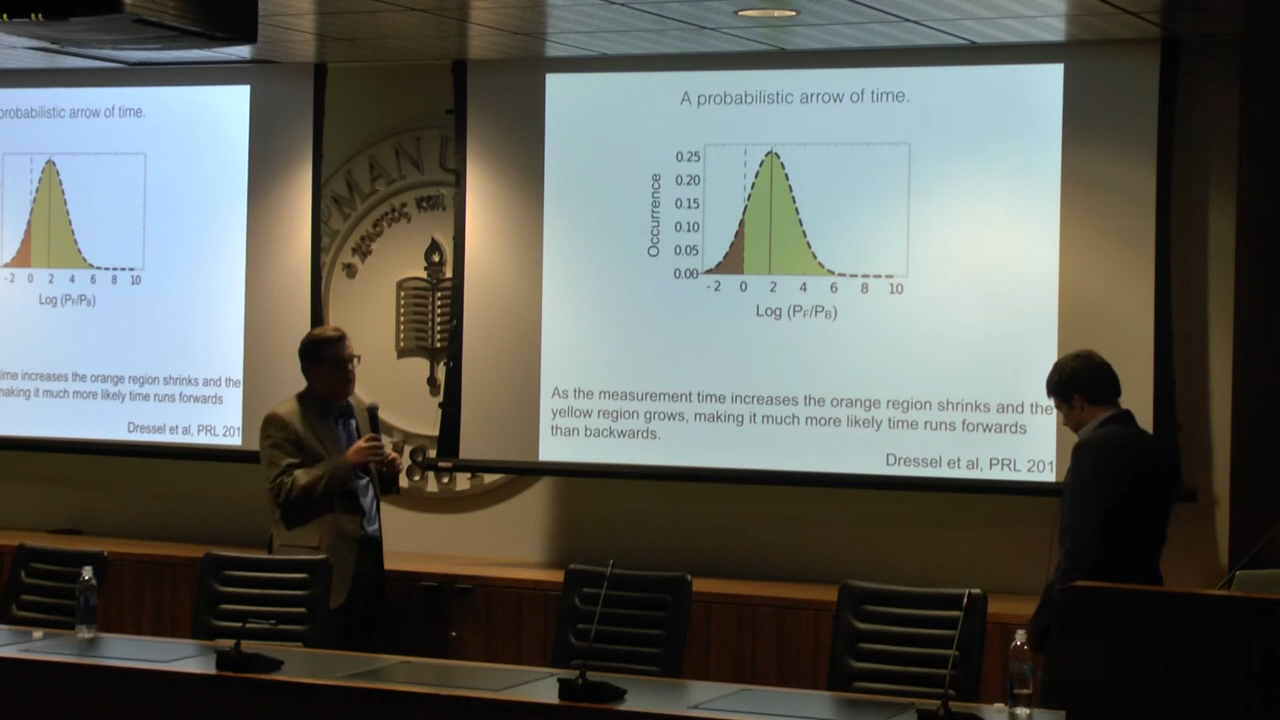 probabilistic arrow of time.
-2 0 2 4 6 8 10
Log (PF/PB)
ime increases the orange region shrinks and the
making it much more likely time runs forwards
Dressel et al, PRL 201
PMAN U
ΧΡΙΣΤΟΣ ΚΑΙ
A probabilistic arrow of time.
Occurrence
0.25
0.20
0.15
0.10
0.05
0.00
-2 0 2 4 6 8 10
Log (PF/PB)
As the measurement time increases the orange region shrinks and the
yellow region grows, making it much more likely time runs forwards
than backwards.
Dressel et al, PRL 201